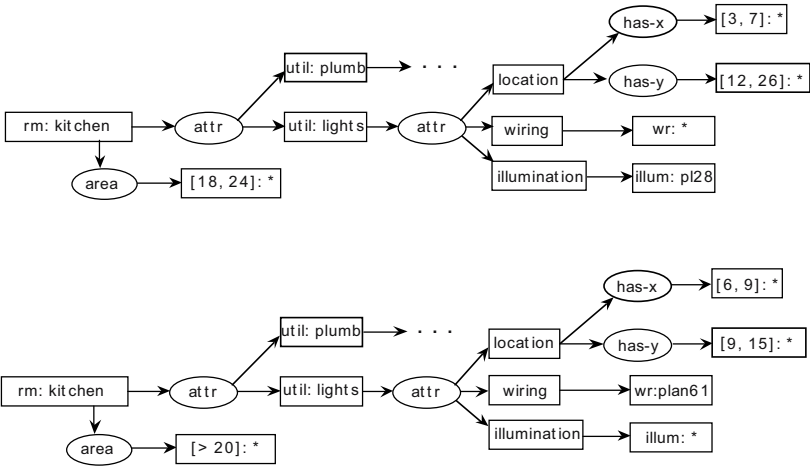 has-x
[3, 7]: *
util: plumb
. . .
location
has-y
[12, 26]: *
rm: kitchen
attr
util: lights
attr
wiring
wr: *
area
[18, 24]: *
illumination
illum: pl28
has-x
[6, 9]: *
util: plumb
. . .
location
has-y
[9, 15]: *
rm: kitchen
attr
util: lights
attr
wiring
wr:plan61
area
[> 20]: *
illumination
illum: *